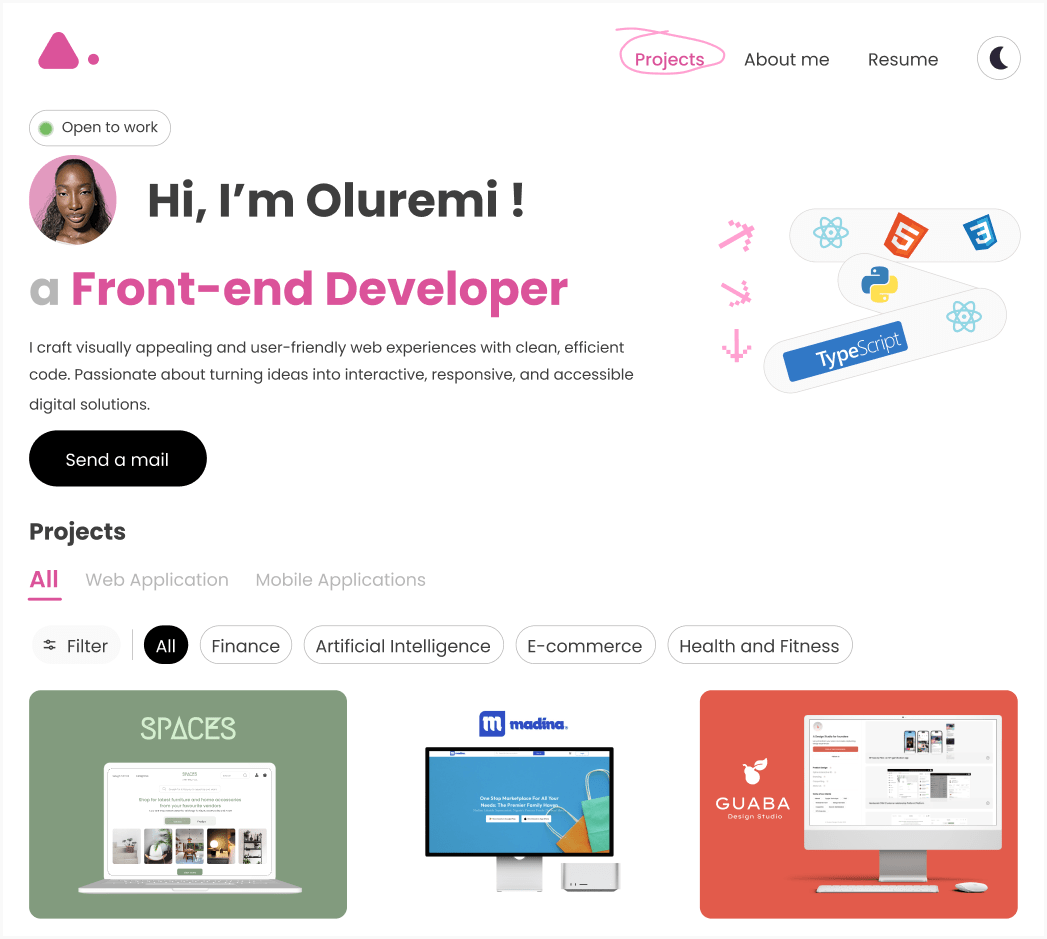 Projects About me Resume
Open to work
Hi, I’m Oluremi !
a Front-end Developer
I craft visually appealing and user-friendly web experiences with clean, efficient
code. Passionate about turning ideas into interactive, responsive, and accessible
digital solutions.
5 3
TypeScript
Send a mail
Projects
All Web Application Mobile Applications
Filter All Finance Artificial Intelligence E-commerce Health and Fitness
SPACES
SPACES
Shop for latest furniture and home accessories
from your favourite vendors
m madina.
One Stop Marketplace For All Your
Needs: The Premier Family Haven
GUABA
Design Studio